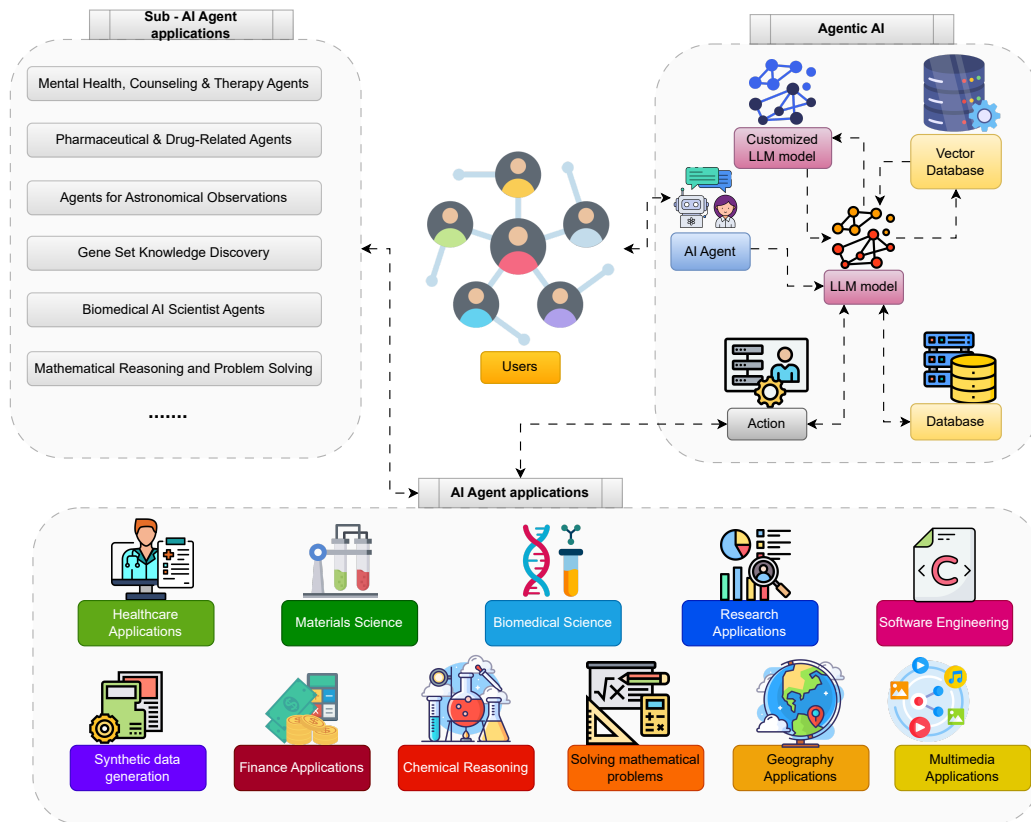 Sub - AI Agent
applications
Mental Health, Counseling & Therapy Agents
Pharmaceutical & Drug-Related Agents
Agents for Astronomical Observations
Gene Set Knowledge Discovery
Biomedical AI Scientist Agents
Mathematical Reasoning and Problem Solving
.......
Users
Agentic AI
Customized
LLM model
Vector
Database
AI Agent
LLM model
Action
Database
AI Agent applications
Healthcare
Applications
Materials Science
Biomedical Science
Research
Applications
C
Software Engineering
Synthetic data
generation
Finance Applications
Chemical Reasoning
Solving mathematical
problems
Geography
Applications
Multimedia
Applications